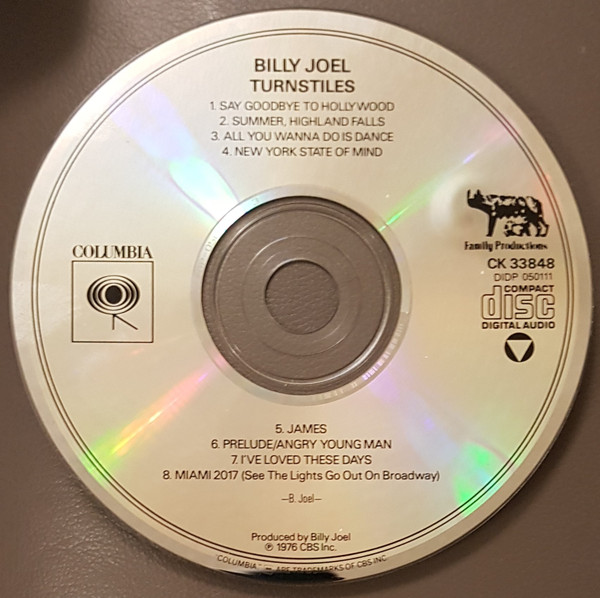 BILLY JOEL
TURNSTILES
1. SAY GOODBYE TO HOLLYWOOD
2. SUMMER, HIGHLAND FALLS
3. ALL YOU WANNA DO IS DANCE
4. NEW YORK STATE OF MIND
COLUMBIA
Family Productions
CK 33848
DIDP 050111
COMPACT
disc
DIGITAL AUDIO
5. JAMES
6. PRELUDE/ANGRY YOUNG MAN
7. I'VE LOVED THESE DAYS
8. MIAMI 2017 (See The Lights Go Out On Broadway)
—B. Joel—
Produced by Billy Joel
℗ 1976 CBS Inc.
"COLUMBIA," ARE TRADEMARKS OF CBS INC